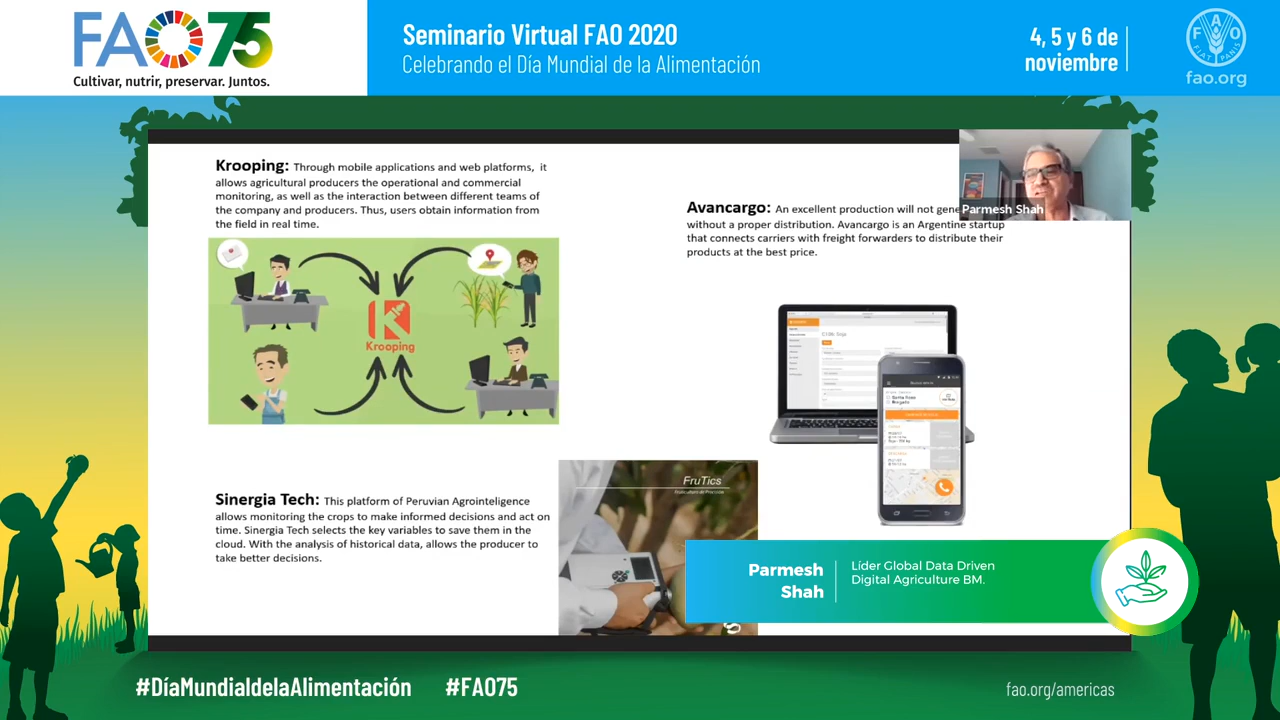 FAO75
Cultivar, nutrir, preservar. Juntos.
Seminario Virtual FAO 2020
Celebrando el Día Mundial de la Alimentación
4, 5 y 6 de
noviembre
FAO
FIAT PANIS
fao.org
Krooping: Through mobile applications and web platforms, it
allows agricultural producers the operational and commercial
monitoring, as well as the interaction between different teams of
the company and producers. Thus, users obtain information from
the field in real time.
Krooping
Sinergia Tech: This platform of Peruvian Agrointeligence
allows monitoring the crops to make informed decisions and act on
time. Sinergia Tech selects the key variables to save them in the
cloud. With the analysis of historical data, allows the producer to
take better decisions.
FruTics
Avancargo: An excellent production will not gene
without a proper distribution. Avancargo is an Argentine startup
that connects carriers with freight forwarders to distribute their
products at the best price.
Parmesh Shah
Parmesh
Shah
Líder Global Data Driven
Digital Agriculture BM.
#DíaMundialdelaAlimentación #FAO75
fao.org/americas